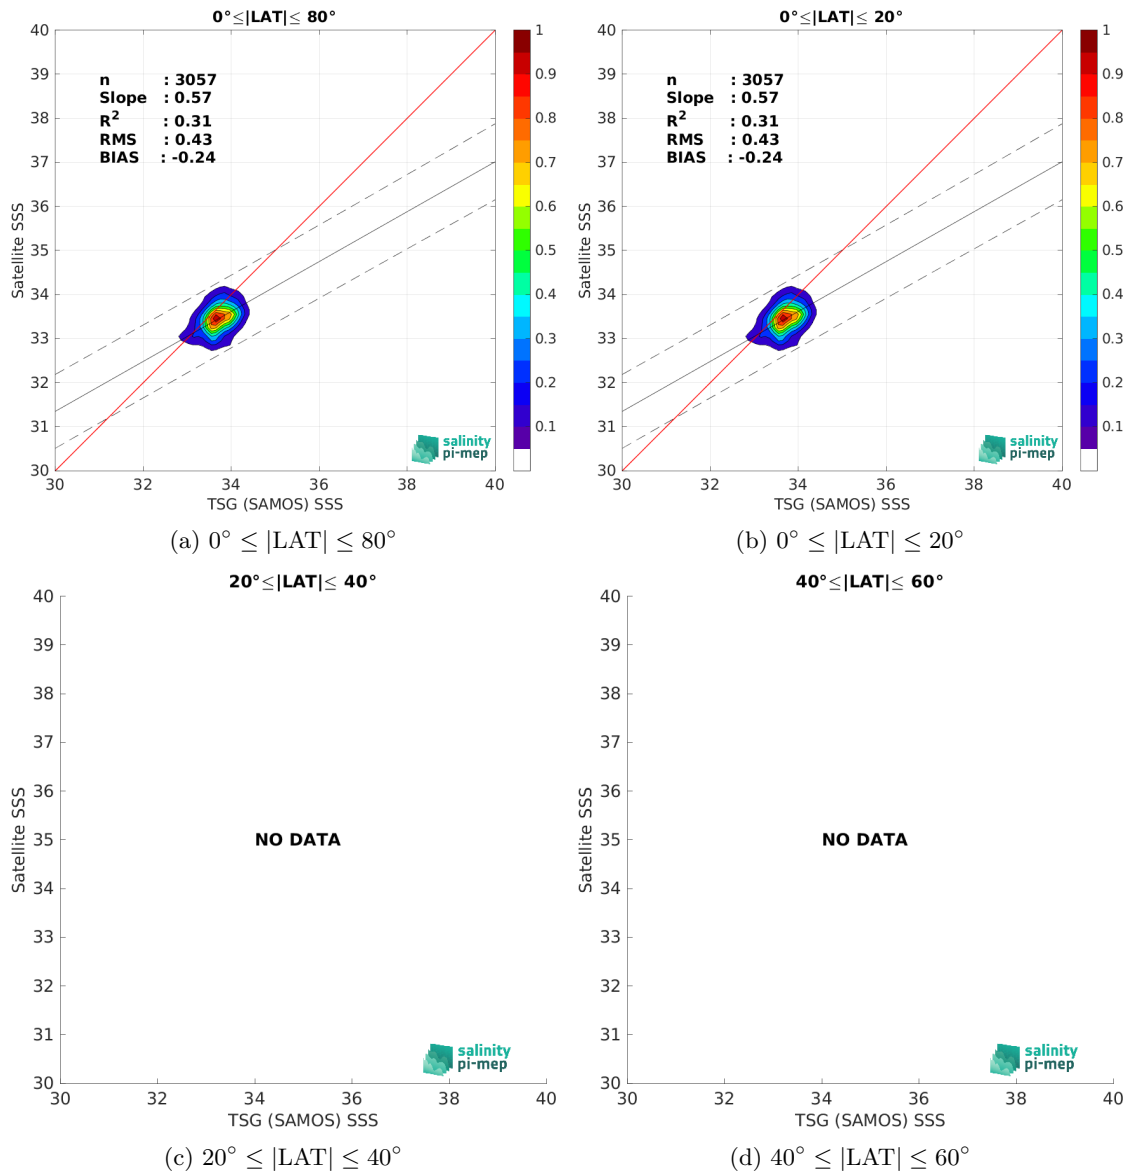 0°≤|LAT|≤ 80°
40
39
38
37
36
35
34
33
32
31
30
n : 3057
Slope : 0.57
R² : 0.31
RMS : 0.43
BIAS : -0.24
Satellite SSS
salinity
pi-mep
30 32 34 36 38 40
TSG (SAMOS) SSS
1
0.9
0.8
0.7
0.6
0.5
0.4
0.3
0.2
0.1
(a) 0° ≤ |LAT| ≤ 80°
0°≤|LAT|≤ 20°
40
39
38
37
36
35
34
33
32
31
30
n : 3057
Slope : 0.57
R² : 0.31
RMS : 0.43
BIAS : -0.24
Satellite SSS
salinity
pi-mep
30 32 34 36 38 40
TSG (SAMOS) SSS
1
0.9
0.8
0.7
0.6
0.5
0.4
0.3
0.2
0.1
(b) 0° ≤ |LAT| ≤ 20°
20°≤|LAT|≤ 40°
40
39
38
37
36
35
34
33
32
31
30
Satellite SSS
NO DATA
salinity
pi-mep
30 32 34 36 38 40
TSG (SAMOS) SSS
(c) 20° ≤ |LAT| ≤ 40°
40°≤|LAT|≤ 60°
40
39
38
37
36
35
34
33
32
31
30
Satellite SSS
NO DATA
salinity
pi-mep
30 32 34 36 38 40
TSG (SAMOS) SSS
(d) 40° ≤ |LAT| ≤ 60°